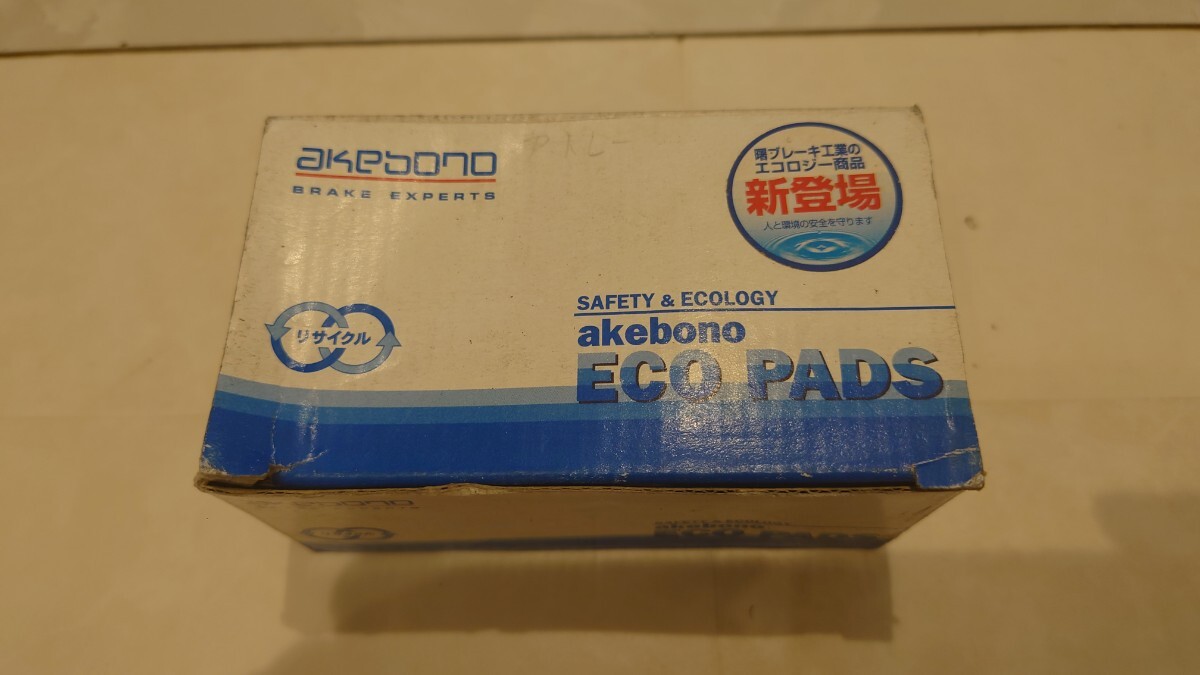 akebono
BRAKE EXPERTS
曙ブレーキ工業の
エコロジー商品
新登場
人と環境の安全を守ります
リサイクル
SAFETY & ECOLOGY
akebono
ECO PADS